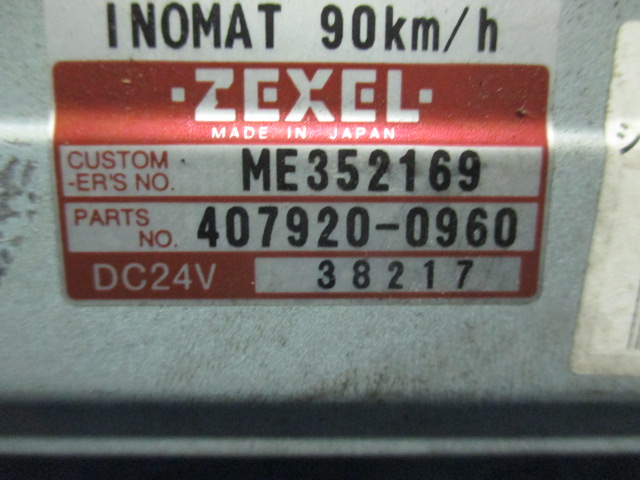 INOMAT 90km/h
·ZEXEL·
MADE IN JAPAN
CUSTOM
-ER'S NO. ME352169
PARTS
NO. 407920-0960
DC24V 38217